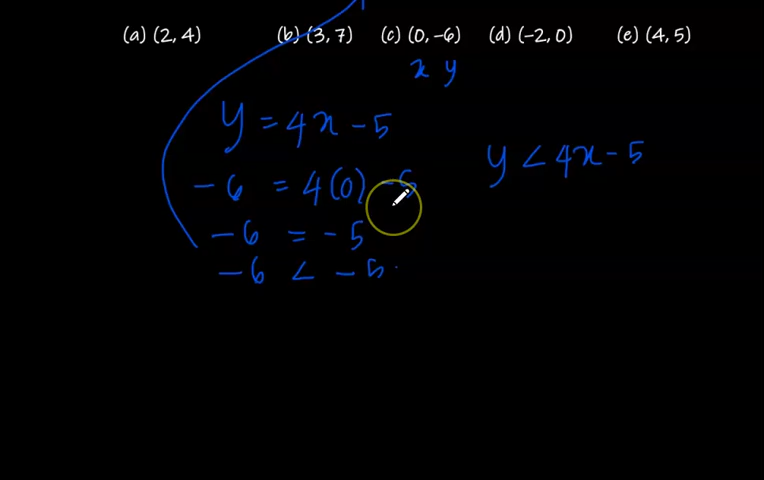 (a) (2, 4) (b) (3, 7) (c) (0, -6) (d) (-2, 0) (e) (4, 5)
x y
y = 4x - 5
y < 4x - 5
-6 = 4(0) - 5
-6 = -5
-6 < -5